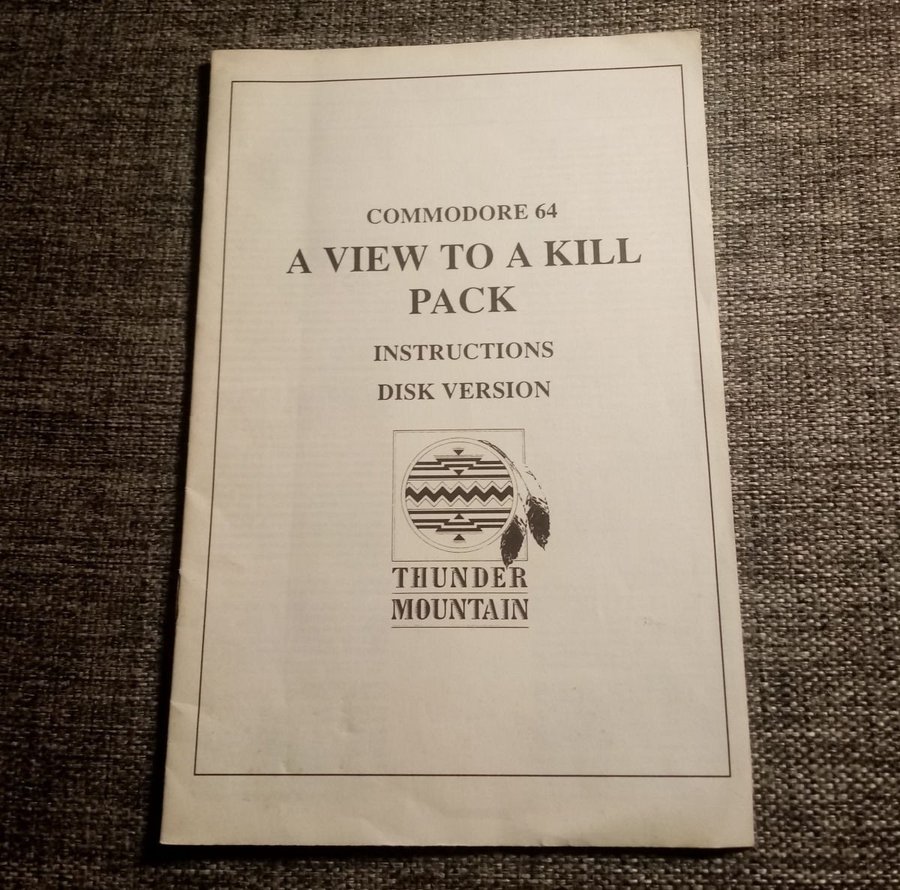 COMMODORE 64
A VIEW TO A KILL
PACK
INSTRUCTIONS
DISK VERSION
THUNDER
MOUNTAIN